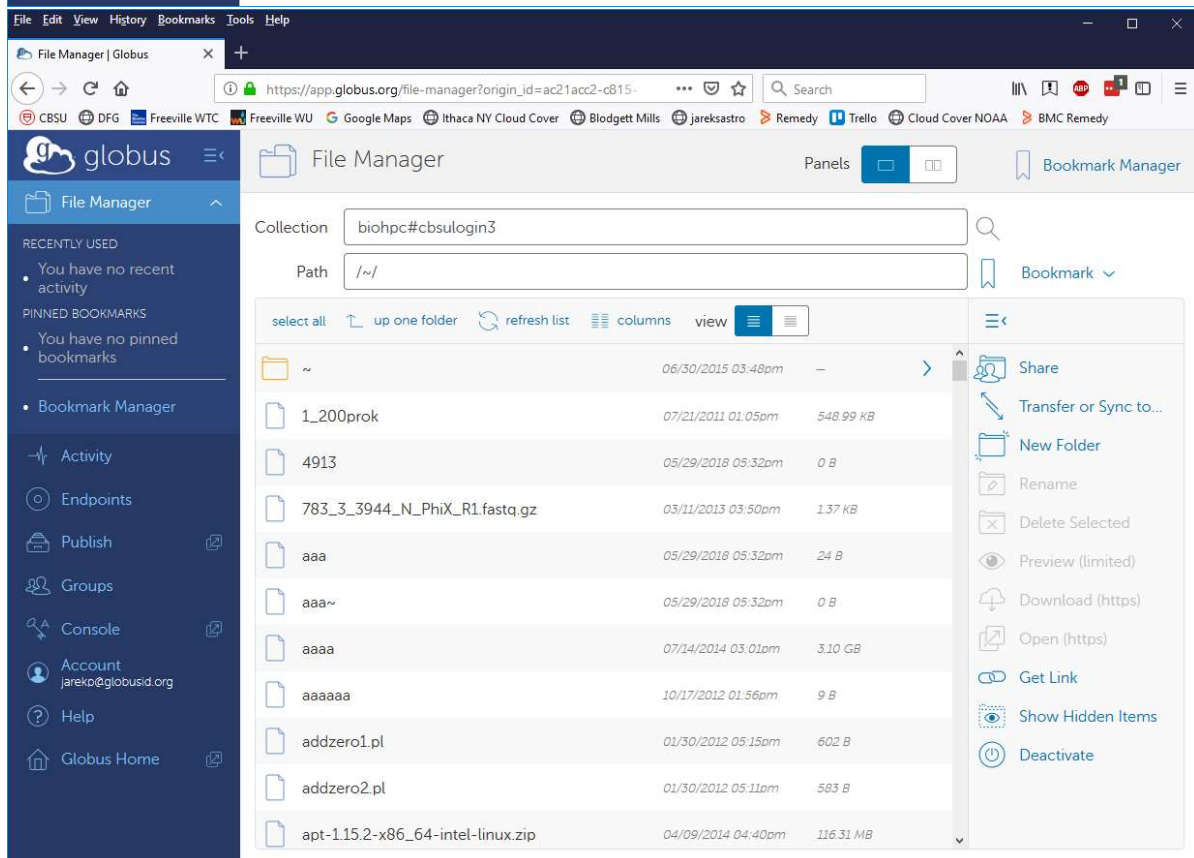 File Edit View History Bookmarks Tools Help
File Manager | Globus
https://app.globus.org/file-manager?origin_id=ac21acc2-c815-
Search
ABP
1
CBSU DFG Freeville WTC Freeville WU Google Maps Ithaca NY Cloud Cover Blodgett Mills jareksastro Remedy Trello Cloud Cover NOAA BMC Remedy
globus
File Manager
Panels
Bookmark Manager
File Manager
RECENTLY USED
You have no recent
activity
PINNED BOOKMARKS
You have no pinned
bookmarks
Bookmark Manager
Activity
Endpoints
Publish
Groups
Console
Account
jarekp@globusid.org
Help
Globus Home
Collection biohpc#cbsulogin3
Path /~/
Bookmark
select all up one folder refresh list columns view
~ 06/30/2015 03:48pm –
1_200prok 07/21/2011 01:05pm 548.99 KB
4913 05/29/2018 05:32pm 0 B
783_3_3944_N_PhiX_R1.fastq.gz 03/11/2013 03:50pm 1.37 KB
aaa 05/29/2018 05:32pm 24 B
aaa~ 05/29/2018 05:32pm 0 B
aaaa 07/14/2014 03:01pm 3.10 GB
aaaaaa 10/17/2012 01:56pm 9 B
addzero1.pl 01/30/2012 05:15pm 602 B
addzero2.pl 01/30/2012 05:11pm 583 B
apt-1.15.2-x86_64-intel-linux.zip 04/09/2014 04:40pm 116.31 MB
Share
Transfer or Sync to...
New Folder
Rename
Delete Selected
Preview (limited)
Download (https)
Open (https)
Get Link
Show Hidden Items
Deactivate